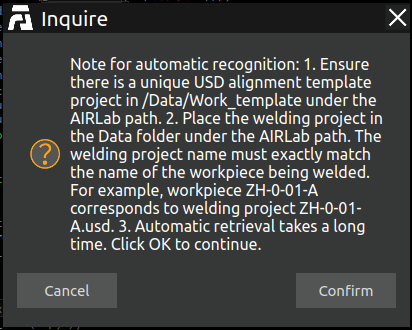 Inquire
Note for automatic recognition: 1. Ensure
there is a unique USD alignment template
project in /Data/Work_template under the
AIRLab path. 2. Place the welding project in
the Data folder under the AIRLab path. The
welding project name must exactly match
the name of the workpiece being welded.
For example, workpiece ZH-0-01-A
corresponds to welding project ZH-0-01-
A.usd. 3. Automatic retrieval takes a long
time. Click OK to continue.
Cancel
Confirm